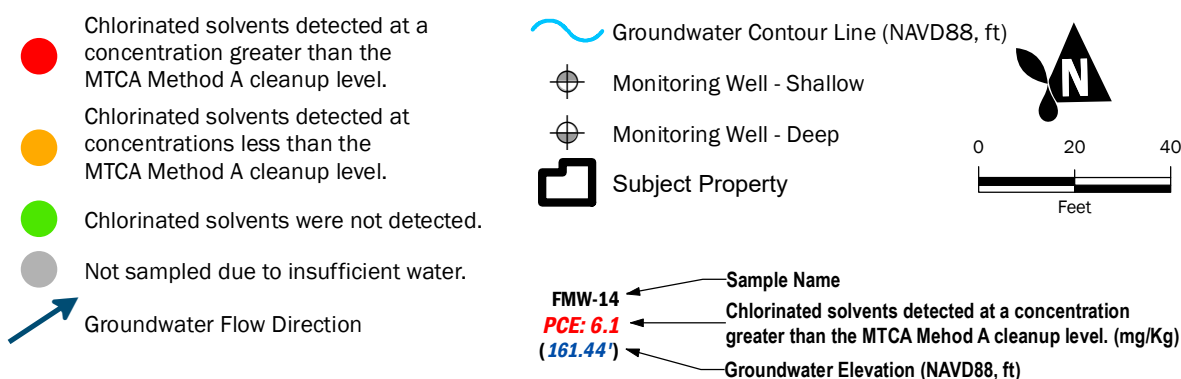 Chlorinated solvents detected at a
concentration greater than the
MTCA Method A cleanup level.
Chlorinated solvents detected at
concentrations less than the
MTCA Method A cleanup level.
Chlorinated solvents were not detected.
Not sampled due to insufficient water.
Groundwater Flow Direction
Groundwater Contour Line (NAVD88, ft)
Monitoring Well - Shallow
Monitoring Well - Deep
Subject Property
N
0 20 40
Feet
FMW-14
PCE: 6.1
(161.44')
Sample Name
Chlorinated solvents detected at a concentration
greater than the MTCA Mehod A cleanup level. (mg/Kg)
Groundwater Elevation (NAVD88, ft)